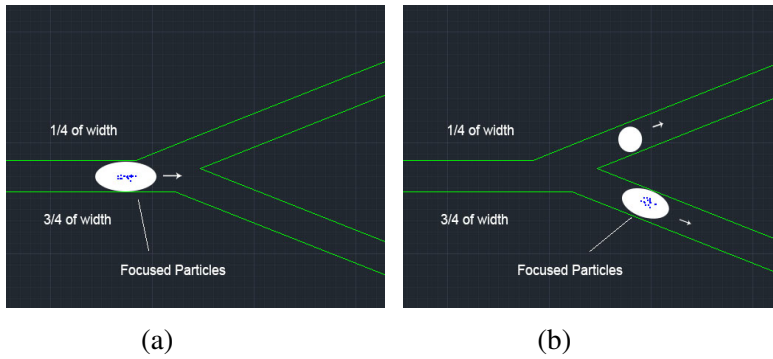 1/4 of width
3/4 of width
Focused Particles
(a)
1/4 of width
3/4 of width
Focused Particles
(b)